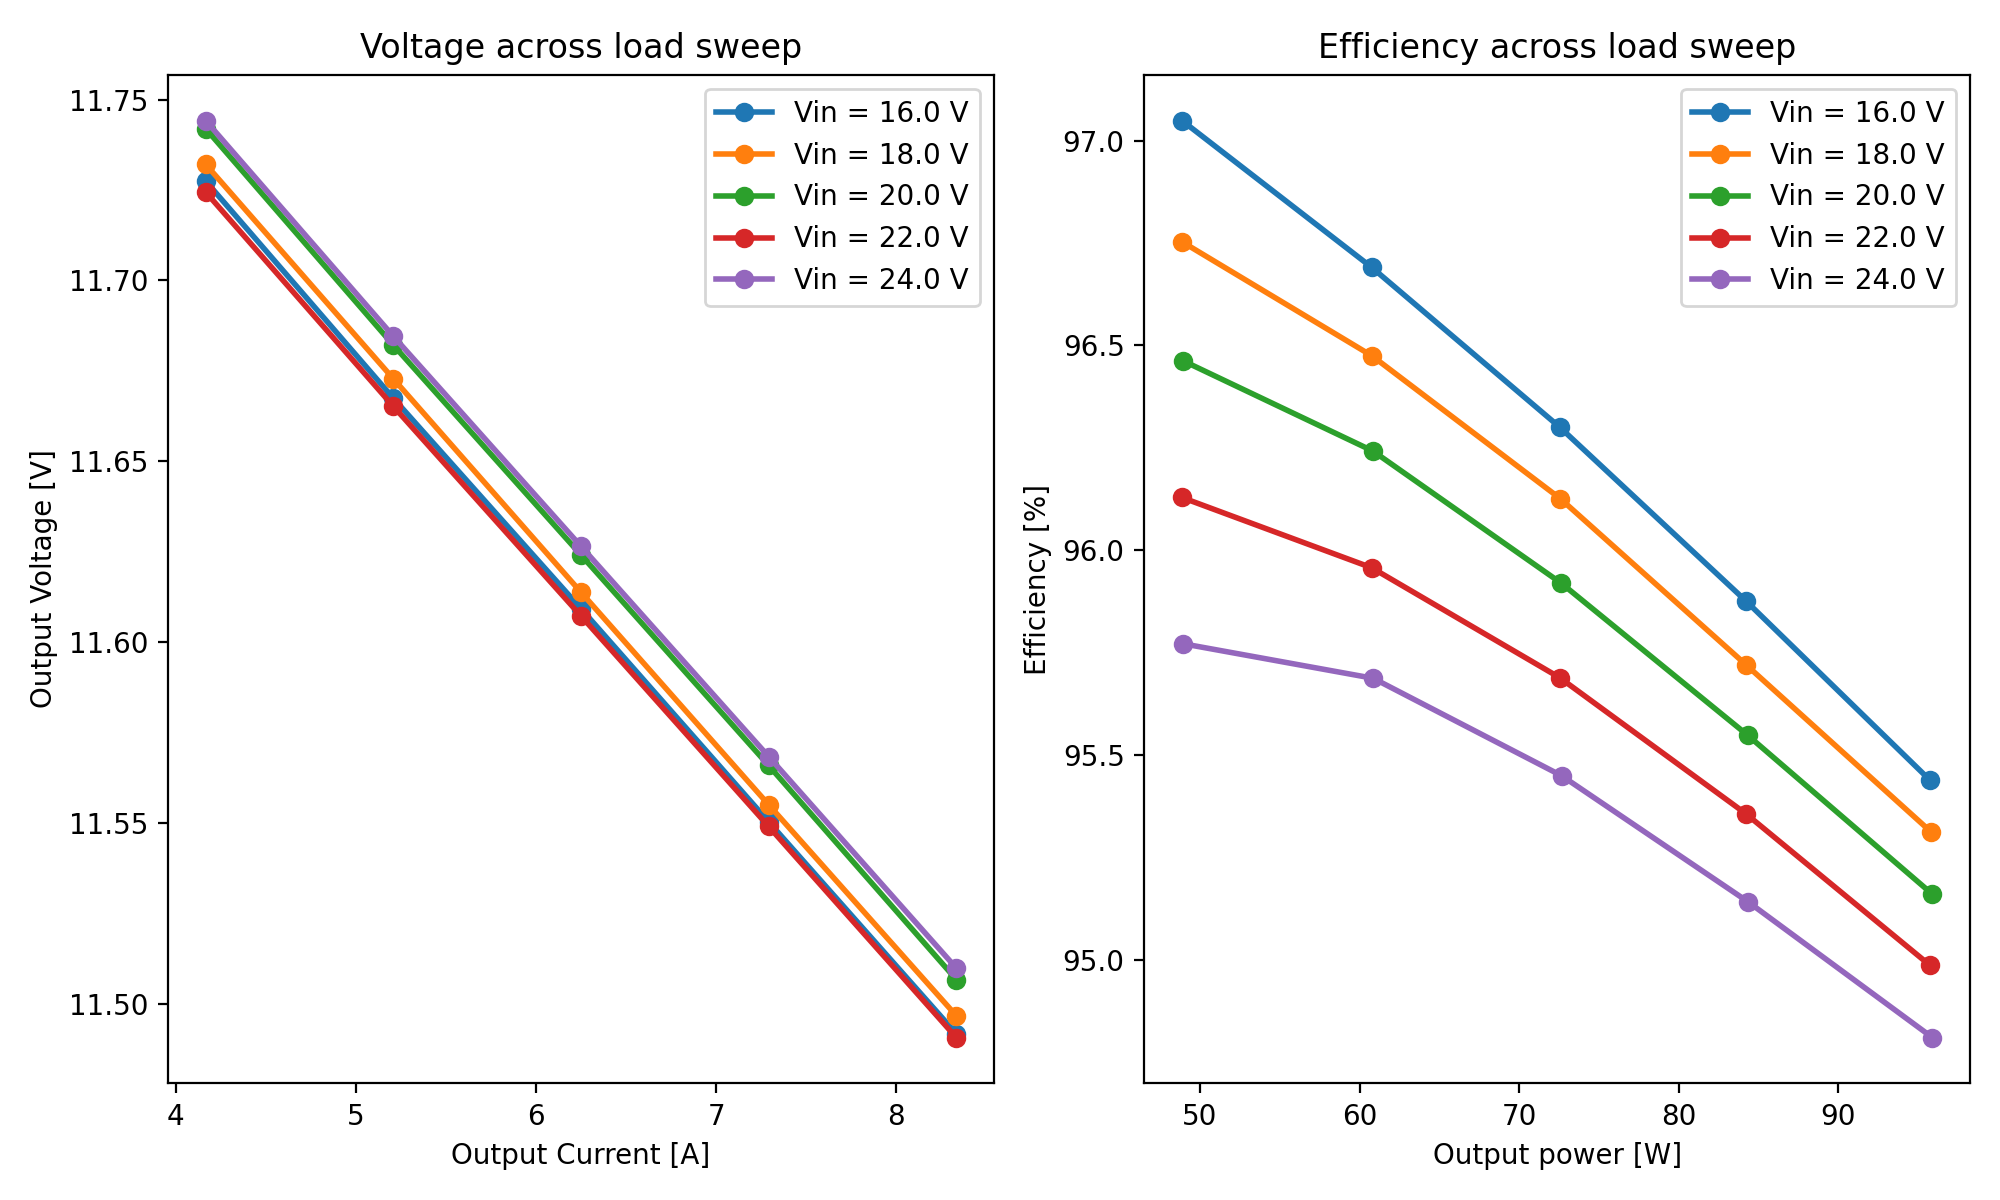 Voltage across load sweep
Output Voltage [V]
11.75
11.70
11.65
11.60
11.55
11.50
4
5
6
7
8
Output Current [A]
Vin = 16.0 V
Vin = 18.0 V
Vin = 20.0 V
Vin = 22.0 V
Vin = 24.0 V
Efficiency across load sweep
Efficiency [%]
97.0
96.5
96.0
95.5
95.0
50
60
70
80
90
Output power [W]
Vin = 16.0 V
Vin = 18.0 V
Vin = 20.0 V
Vin = 22.0 V
Vin = 24.0 V